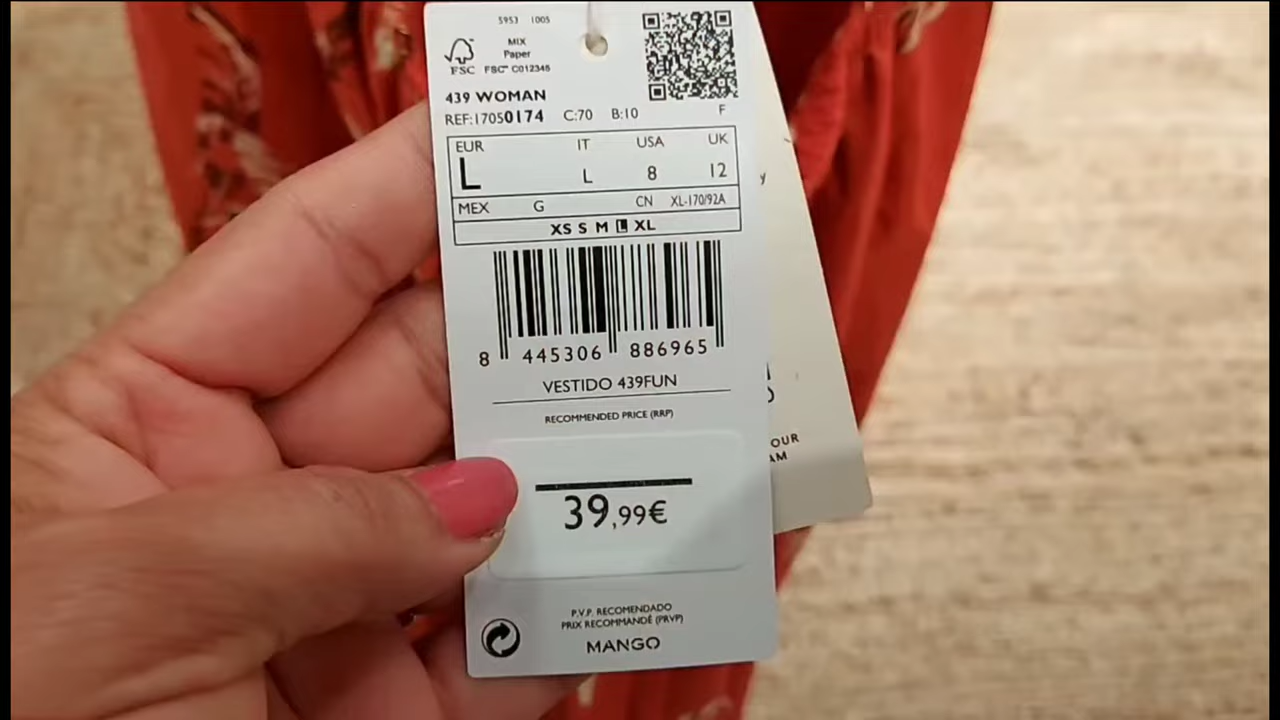 5953 1005
MIX
Paper
FSC FSC™ C012345
439 WOMAN
REF:17050174 C:70 B:10 F
EUR IT USA UK
L L 8 12
MEX G CN XL-170/92A
XS S M L XL
8 445306 886965
VESTIDO 439FUN
RECOMMENDED PRICE (RRP)
39,99€
P.V.P. RECOMENDADO
PRIX RECOMMANDÉ (PRVP)
MANGO
y
OUR
AM